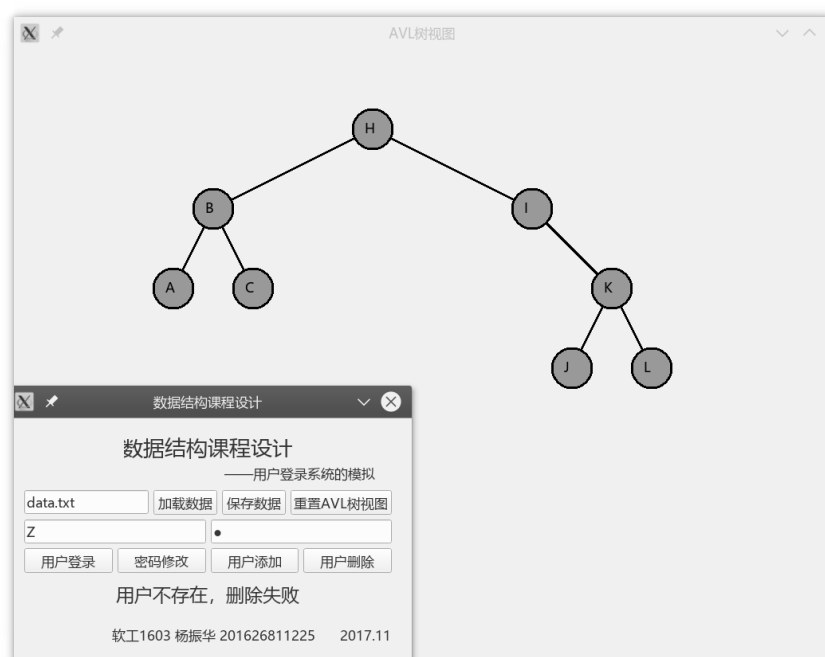 AVL树视图
H
B
I
A
C
K
J
L
数据结构课程设计
数据结构课程设计
——用户登录系统的模拟
data.txt 加载数据 保存数据 重置AVL树视图
Z ●
用户登录 密码修改 用户添加 用户删除
用户不存在，删除失败
软工1603 杨振华 201626811225 2017.11